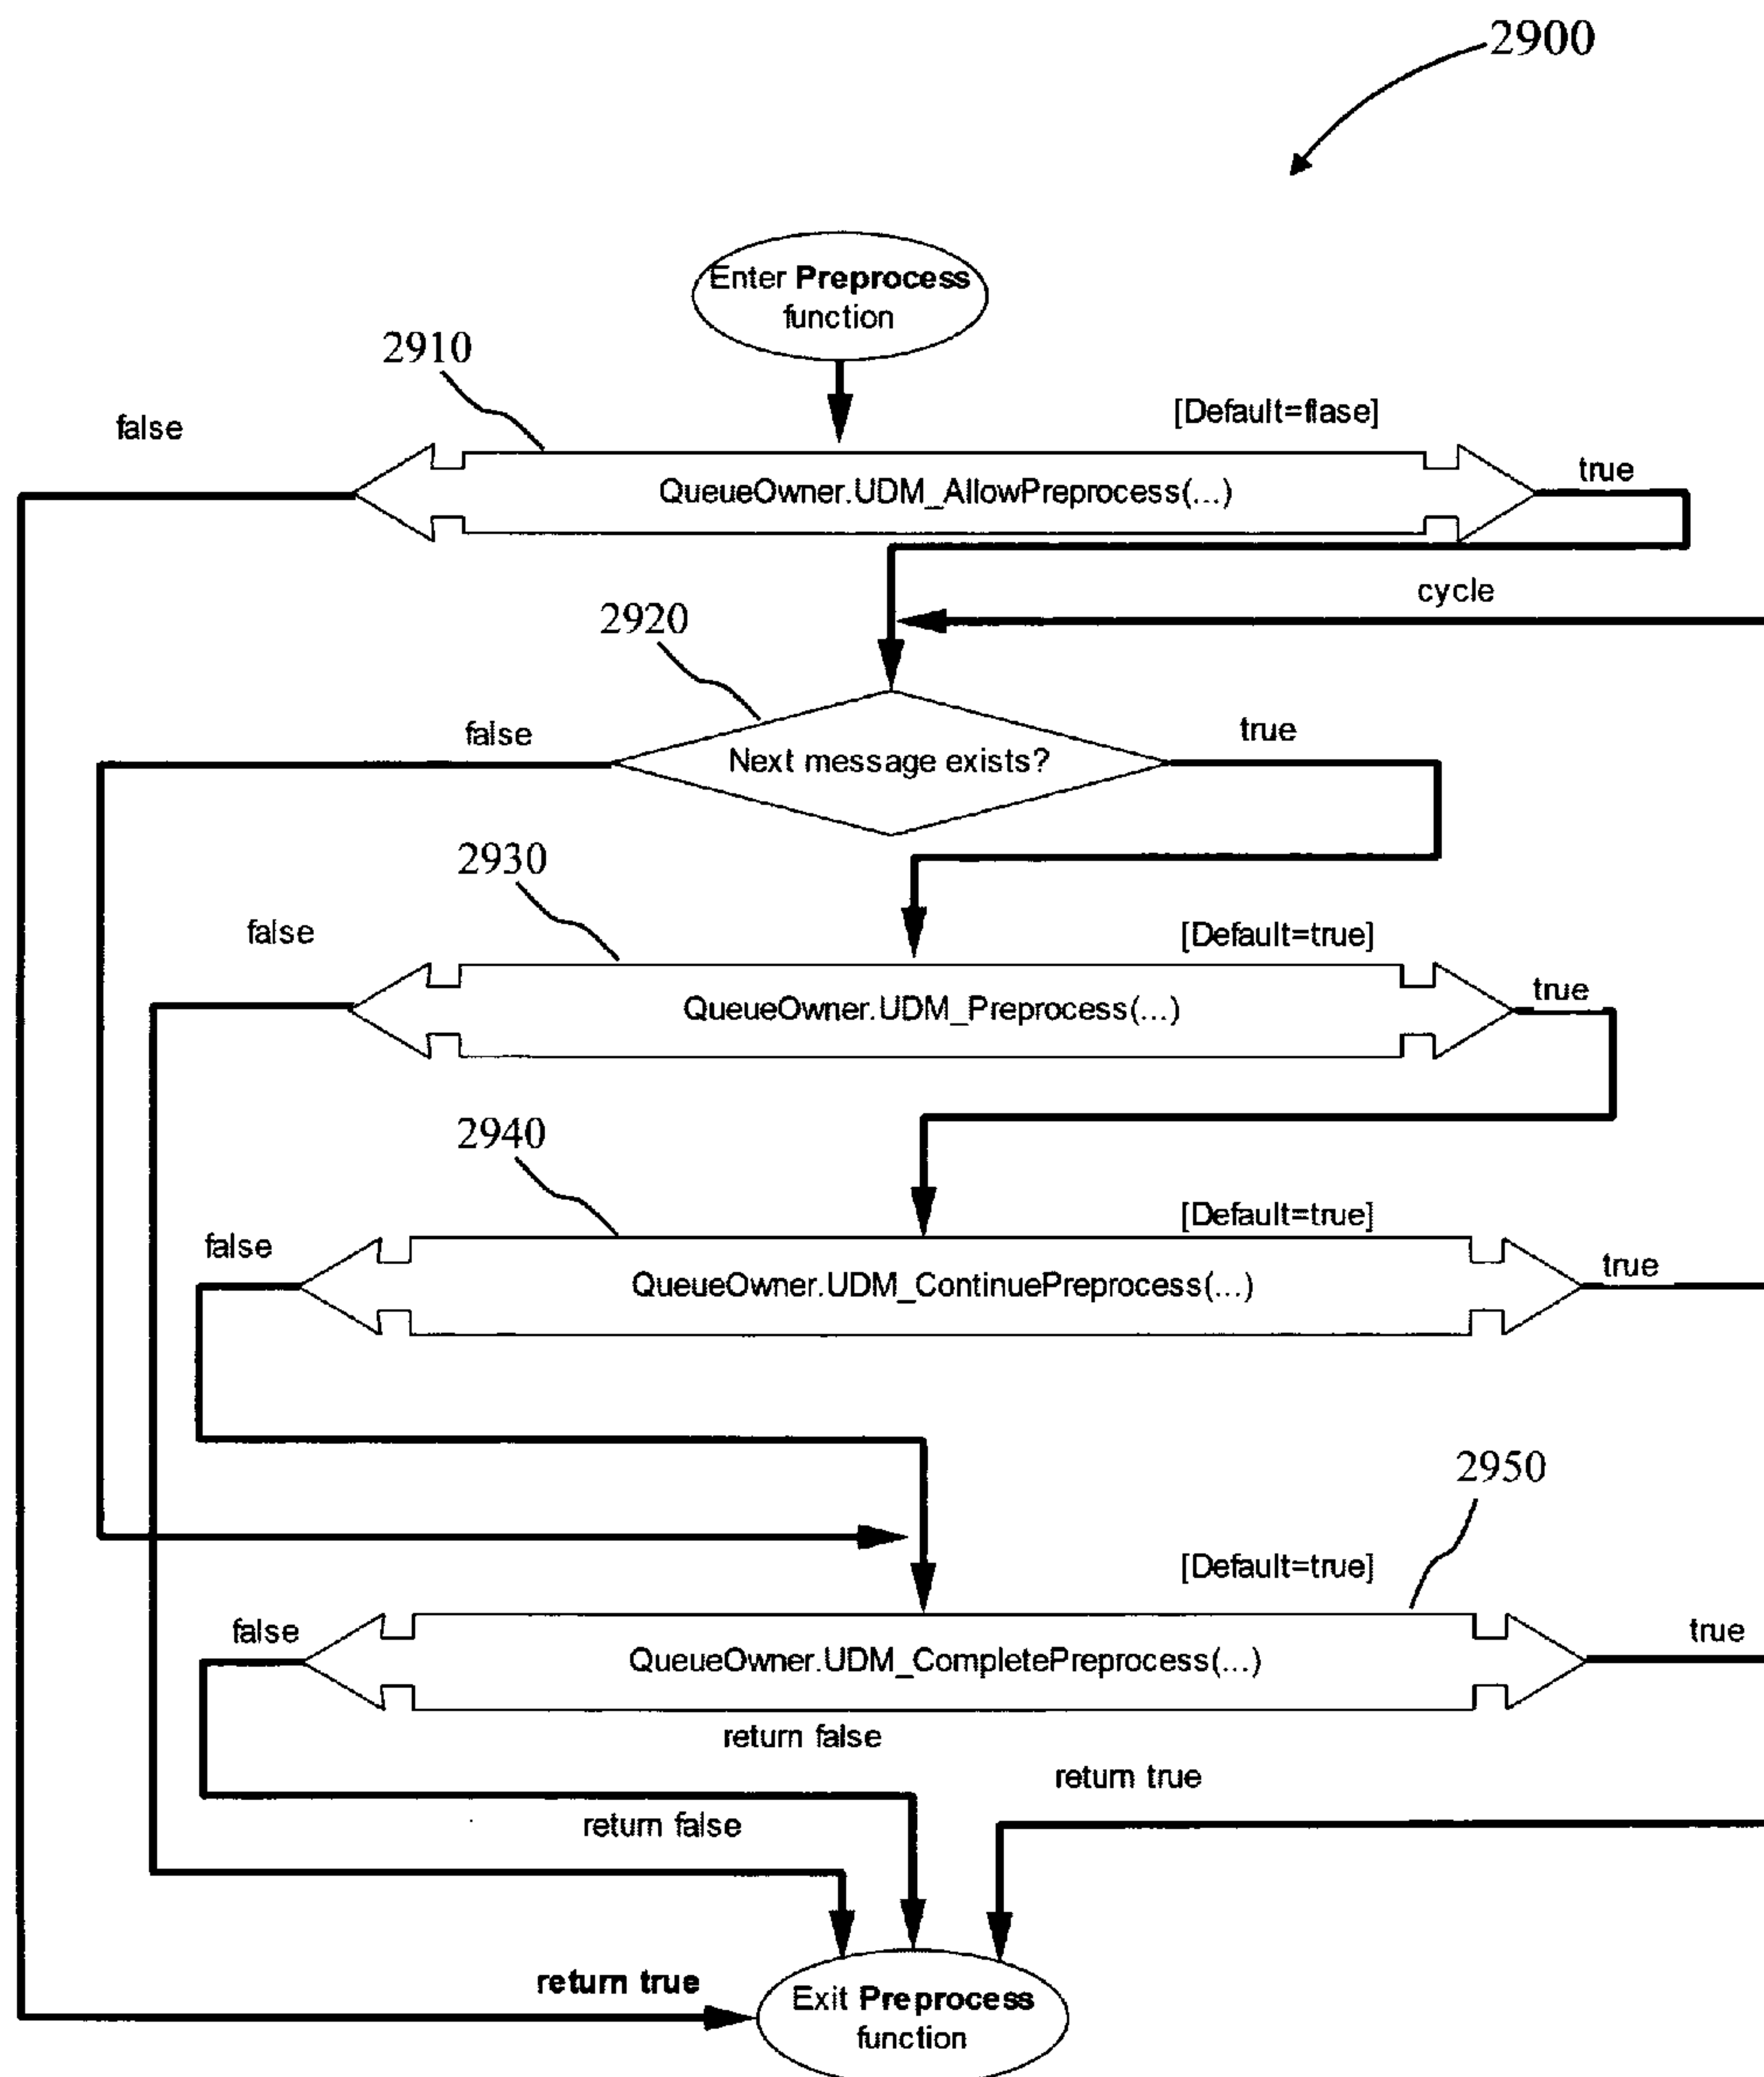 2900
Enter Preprocess
function
2910
false
[Default=flase]
true
QueueOwner.UDM_AllowPreprocess(...)
cycle
2920
false
true
Next message exists?
2930
false
[Default=true]
true
QueueOwner.UDM_Preprocess(...)
2940
[Default=true]
false
true
QueueOwner.UDM_ContinuePreprocess(...)
2950
[Default=true]
false
true
QueueOwner.UDM_CompletePreprocess(...)
return false
return true
return false
return true
Exit Preprocess
function